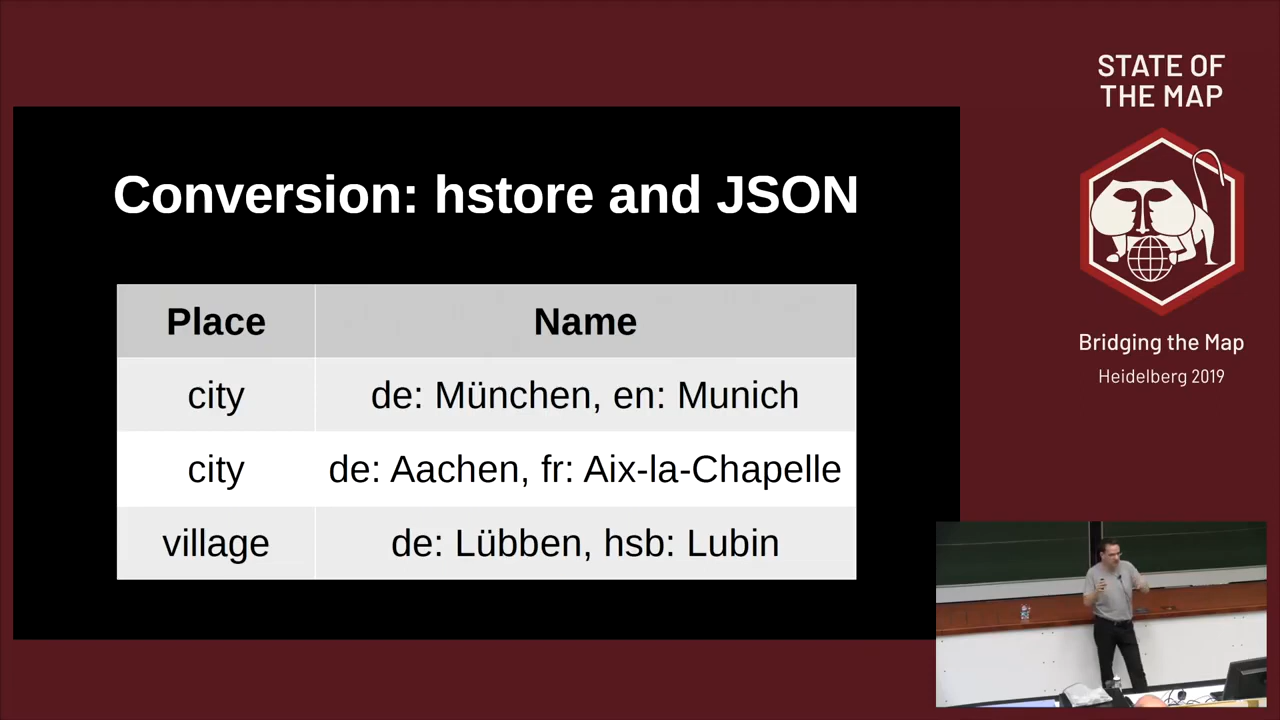 STATE OF
THE MAP
Conversion: hstore and JSON
Place Name
city de: München, en: Munich
city de: Aachen, fr: Aix-la-Chapelle
village de: Lübben, hsb: Lubin
Bridging the Map
Heidelberg 2019